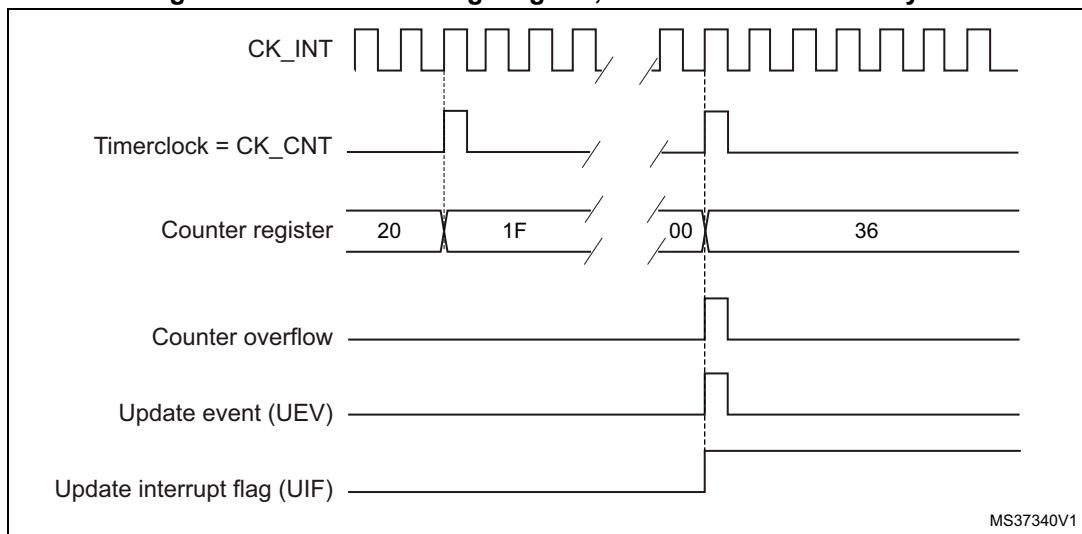 CK_INT
Timerclock = CK_CNT
Counter register 20 1F 00 36
Counter overflow
Update event (UEV)
Update interrupt flag (UIF)
MS37340V1